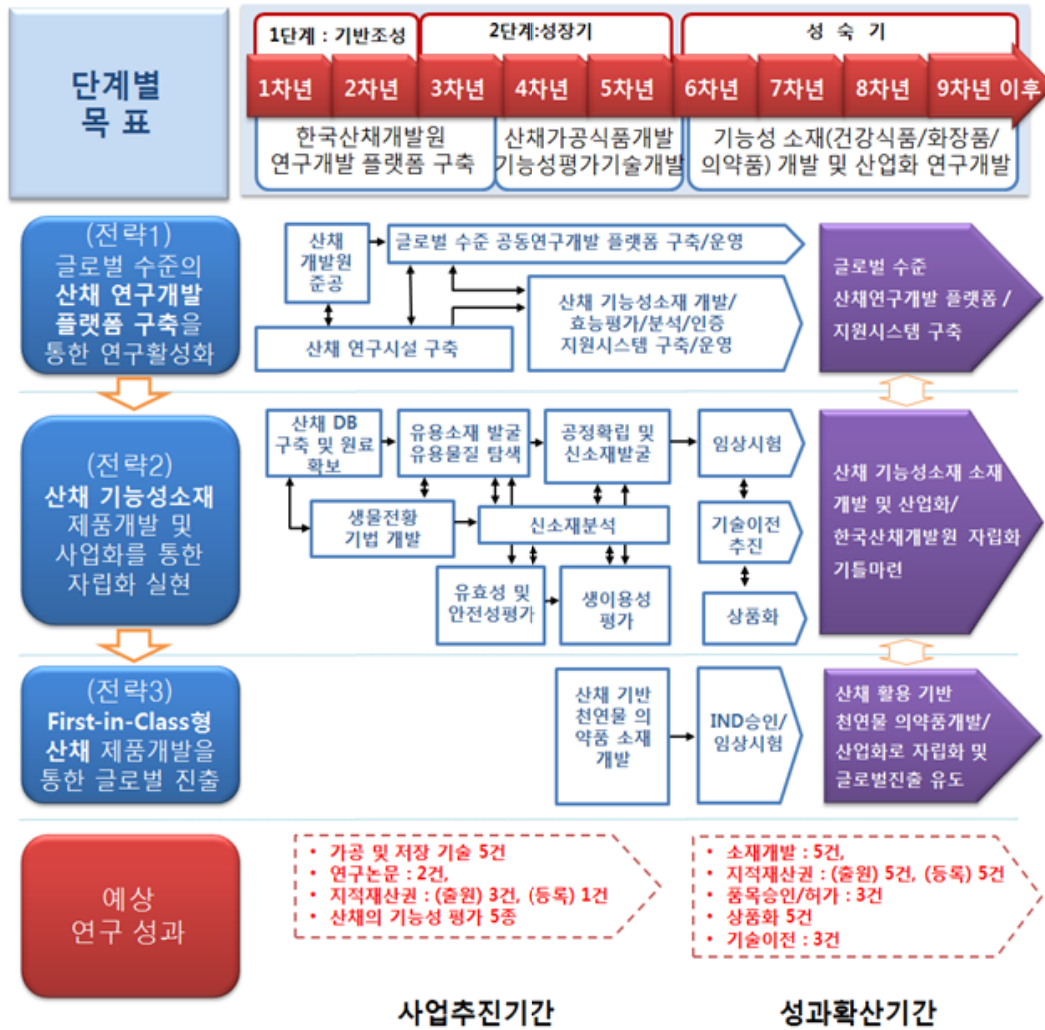 단계별
목 표
1단계 : 기반조성
2단계:성장기
성 숙 기
1차년
2차년
3차년
4차년
5차년
6차년
7차년
8차년
9차년 이후
한국산채개발원
연구개발 플랫폼 구축
산채가공식품개발
기능성평가기술개발
기능성 소재(건강식품/화장품/
의약품) 개발 및 산업화 연구개발
(전략1)
글로벌 수준의
산채 연구개발
플랫폼 구축을
통한 연구활성화
산채
개발원
준공
글로벌 수준 공동연구개발 플랫폼 구축/운영
산채 연구시설 구축
산채 기능성소재 개발/
효능평가/분석/인증
지원시스템 구축/운영
글로벌 수준
산채연구개발 플랫폼 /
지원시스템 구축
(전략2)
산채 기능성소재
제품개발 및
사업화를 통한
자립화 실현
산채 DB
구축 및 원료
확보
유용소재 발굴
유용물질 탐색
공정확립 및
신소재발굴
임상시험
생물전황
기법 개발
신소재분석
기술이전
추진
유효성 및
안전성평가
생이용성
평가
상품화
산채 기능성소재 소재
개발 및 산업화/
한국산채개발원 자립화
기틀마련
(전략3)
First-in-Class형
산채 제품개발을
통한 글로벌 진출
산채 기반
천연물 의
약품 소재
개발
IND승인/
임상시험
산채 활용 기반
천연물 의약품개발/
산업화로 자립화 및
글로벌진출 유도
예상
연구 성과
• 가공 및 저장 기술 5건
• 연구논문 : 2건,
• 지적재산권 : (출원) 3건, (등록) 1건
• 산채의 기능성 평가 5종
• 소재개발 : 5건,
• 지적재산권 : (출원) 5건, (등록) 5건
• 품목승인/허가 : 3건
• 상품화 5건
• 기술이전 : 3건
사업추진기간
성과확산기간